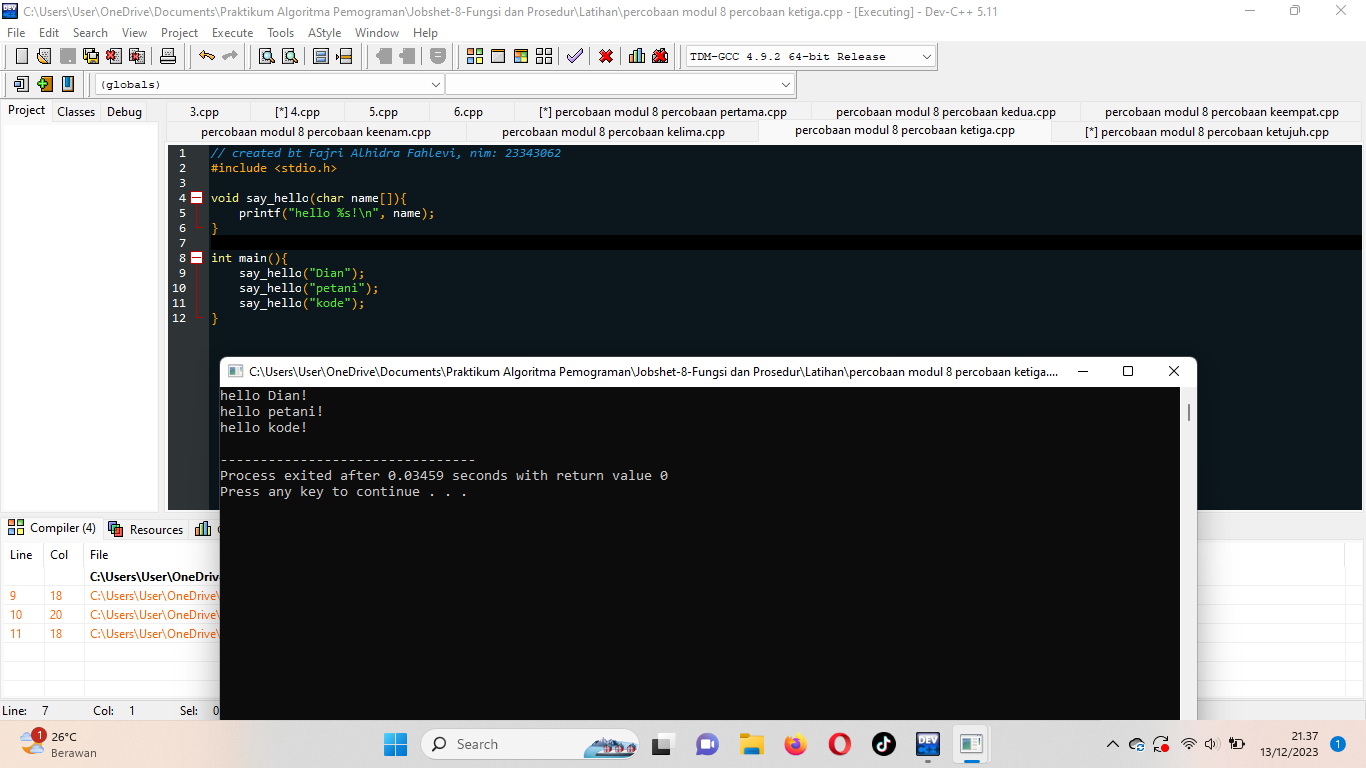 C:\Users\User\OneDrive\Documents\Praktikum Algoritma Pemograman\Jobshet-8-Fungsi dan Prosedur\Latihan\percobaan modul 8 percobaan ketiga.cpp - [Executing] - Dev-C++ 5.11
File Edit Search View Project Execute Tools AStyle Window Help
TDM-GCC 4.9.2 64-bit Release
(globals)
Project Classes Debug
3.cpp [*] 4.cpp 5.cpp 6.cpp [*] percobaan modul 8 percobaan pertama.cpp percobaan modul 8 percobaan kedua.cpp percobaan modul 8 percobaan keempat.cpp
percobaan modul 8 percobaan keenam.cpp percobaan modul 8 percobaan kelima.cpp percobaan modul 8 percobaan ketiga.cpp [*] percobaan modul 8 percobaan ketujuh.cpp
1 // created bt Fajri Alhidra Fahlevi, nim: 23343062
2 #include <stdio.h>
3
4 void say_hello(char name[]){
5 printf("hello %s!\n", name);
6 }
7
8 int main(){
9 say_hello("Dian");
10 say_hello("petani");
11 say_hello("kode");
12 }
C:\Users\User\OneDrive\Documents\Praktikum Algoritma Pemograman\Jobshet-8-Fungsi dan Prosedur\Latihan\percobaan modul 8 percobaan ketiga....
hello Dian!
hello petani!
hello kode!
--------------------------------
Process exited after 0.03459 seconds with return value 0
Press any key to continue . . .
Compiler (4) Resources
Line Col File
C:\Users\User\OneDriv
9 18 C:\Users\User\OneDrive\
10 20 C:\Users\User\OneDrive\
11 18 C:\Users\User\OneDrive\
Line: 7 Col: 1 Sel: 0
1
26°C
Berawan
Search
DEV
21.37
13/12/2023
1